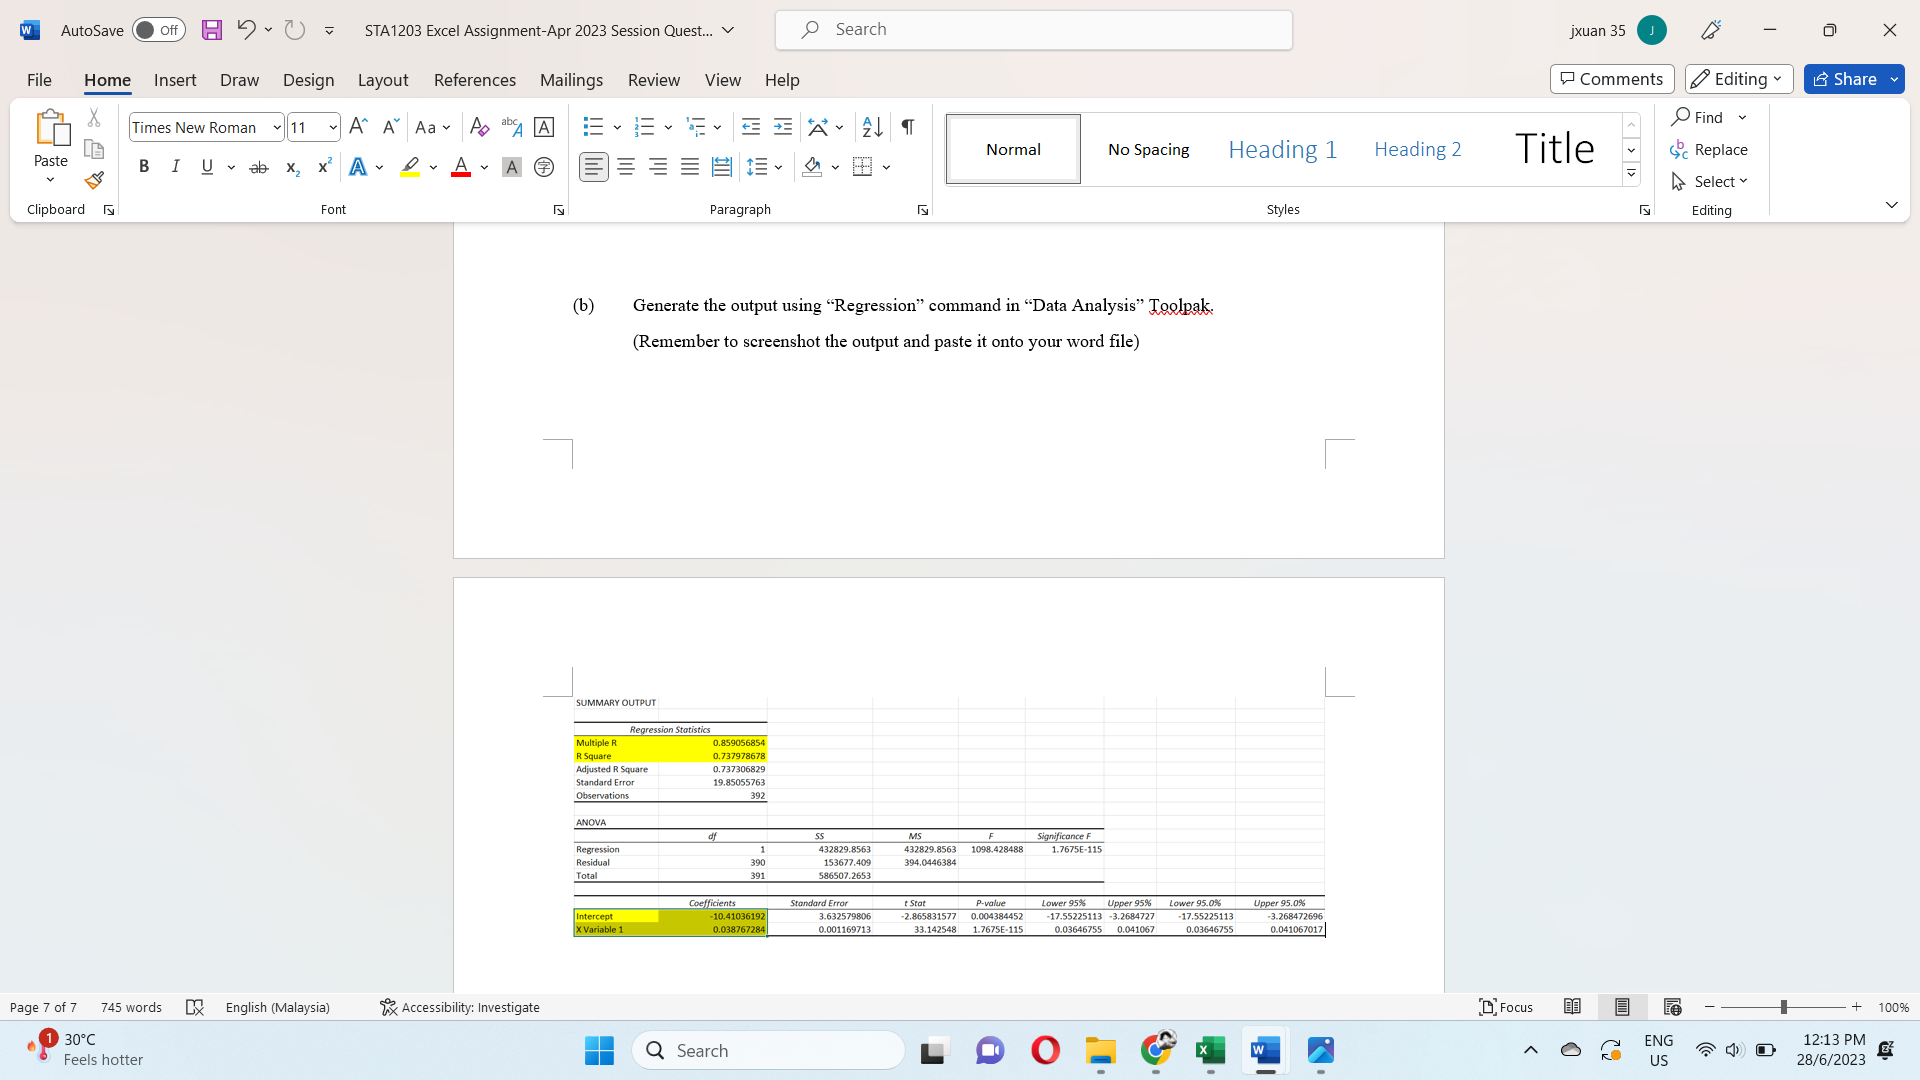 AutoSave Off STA1203 Excel Assignment-Apr 2023 Session Quest... Search jxuan 35 J
File Home Insert Draw Design Layout References Mailings Review View Help Comments Editing Share
Paste
Times New Roman 11 Aa
B I U ab x₂ x² A A A
Normal No Spacing Heading 1 Heading 2 Title
Find
Replace
Select
Clipboard Font Paragraph Styles Editing
(b) Generate the output using “Regression” command in “Data Analysis” Toolpak.
(Remember to screenshot the output and paste it onto your word file)
SUMMARY OUTPUT
Regression Statistics
Multiple R 0.859056854
R Square 0.737978678
Adjusted R Square 0.737306829
Standard Error 19.85055763
Observations 392
ANOVA
df SS MS F Significance F
Regression 1 432829.8563 432829.8563 1098.428488 1.7675E-115
Residual 390 153677.409 394.0446384
Total 391 586507.2653
Coefficients Standard Error t Stat P-value Lower 95% Upper 95% Lower 95.0% Upper 95.0%
Intercept -10.41036192 3.632579806 -2.865831577 0.004384452 -17.55225113 -3.2684727 -17.55225113 -3.268472696
X Variable 1 0.038767284 0.001169713 33.142548 1.7675E-115 0.03646755 0.041067 0.03646755 0.041067017
Page 7 of 7 745 words English (Malaysia) Accessibility: Investigate Focus 100%
1 30°C
Feels hotter
Search
ENG
US
12:13 PM
28/6/2023